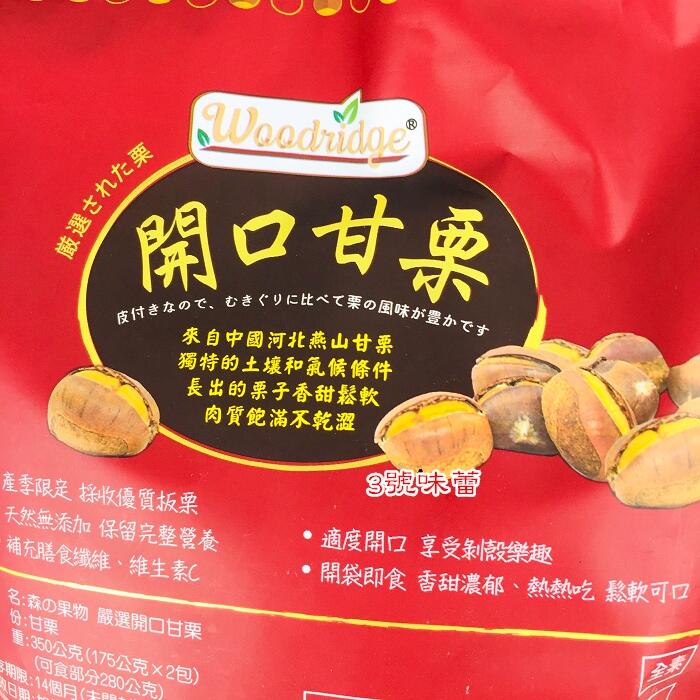 Woodridge®
厳選された栗
開口甘栗
皮付きなので、むきぐりに比べて栗の風味が豊かです
來自中國河北燕山甘栗
獨特的土壤和氣候條件
長出的栗子香甜鬆軟
肉質飽滿不乾澀
3號味蕾
產季限定 採收優質板栗
天然無添加 保留完整營養
補充膳食纖維、維生素C
• 適度開口 享受剝殼樂趣
• 開袋即食 香甜濃郁、熱熱吃 鬆軟可口
名:森の果物 嚴選開口甘栗
份:甘栗
重:350公克(175公克×2包)
(可食部分280公克)
期限:14個月(未開
全素